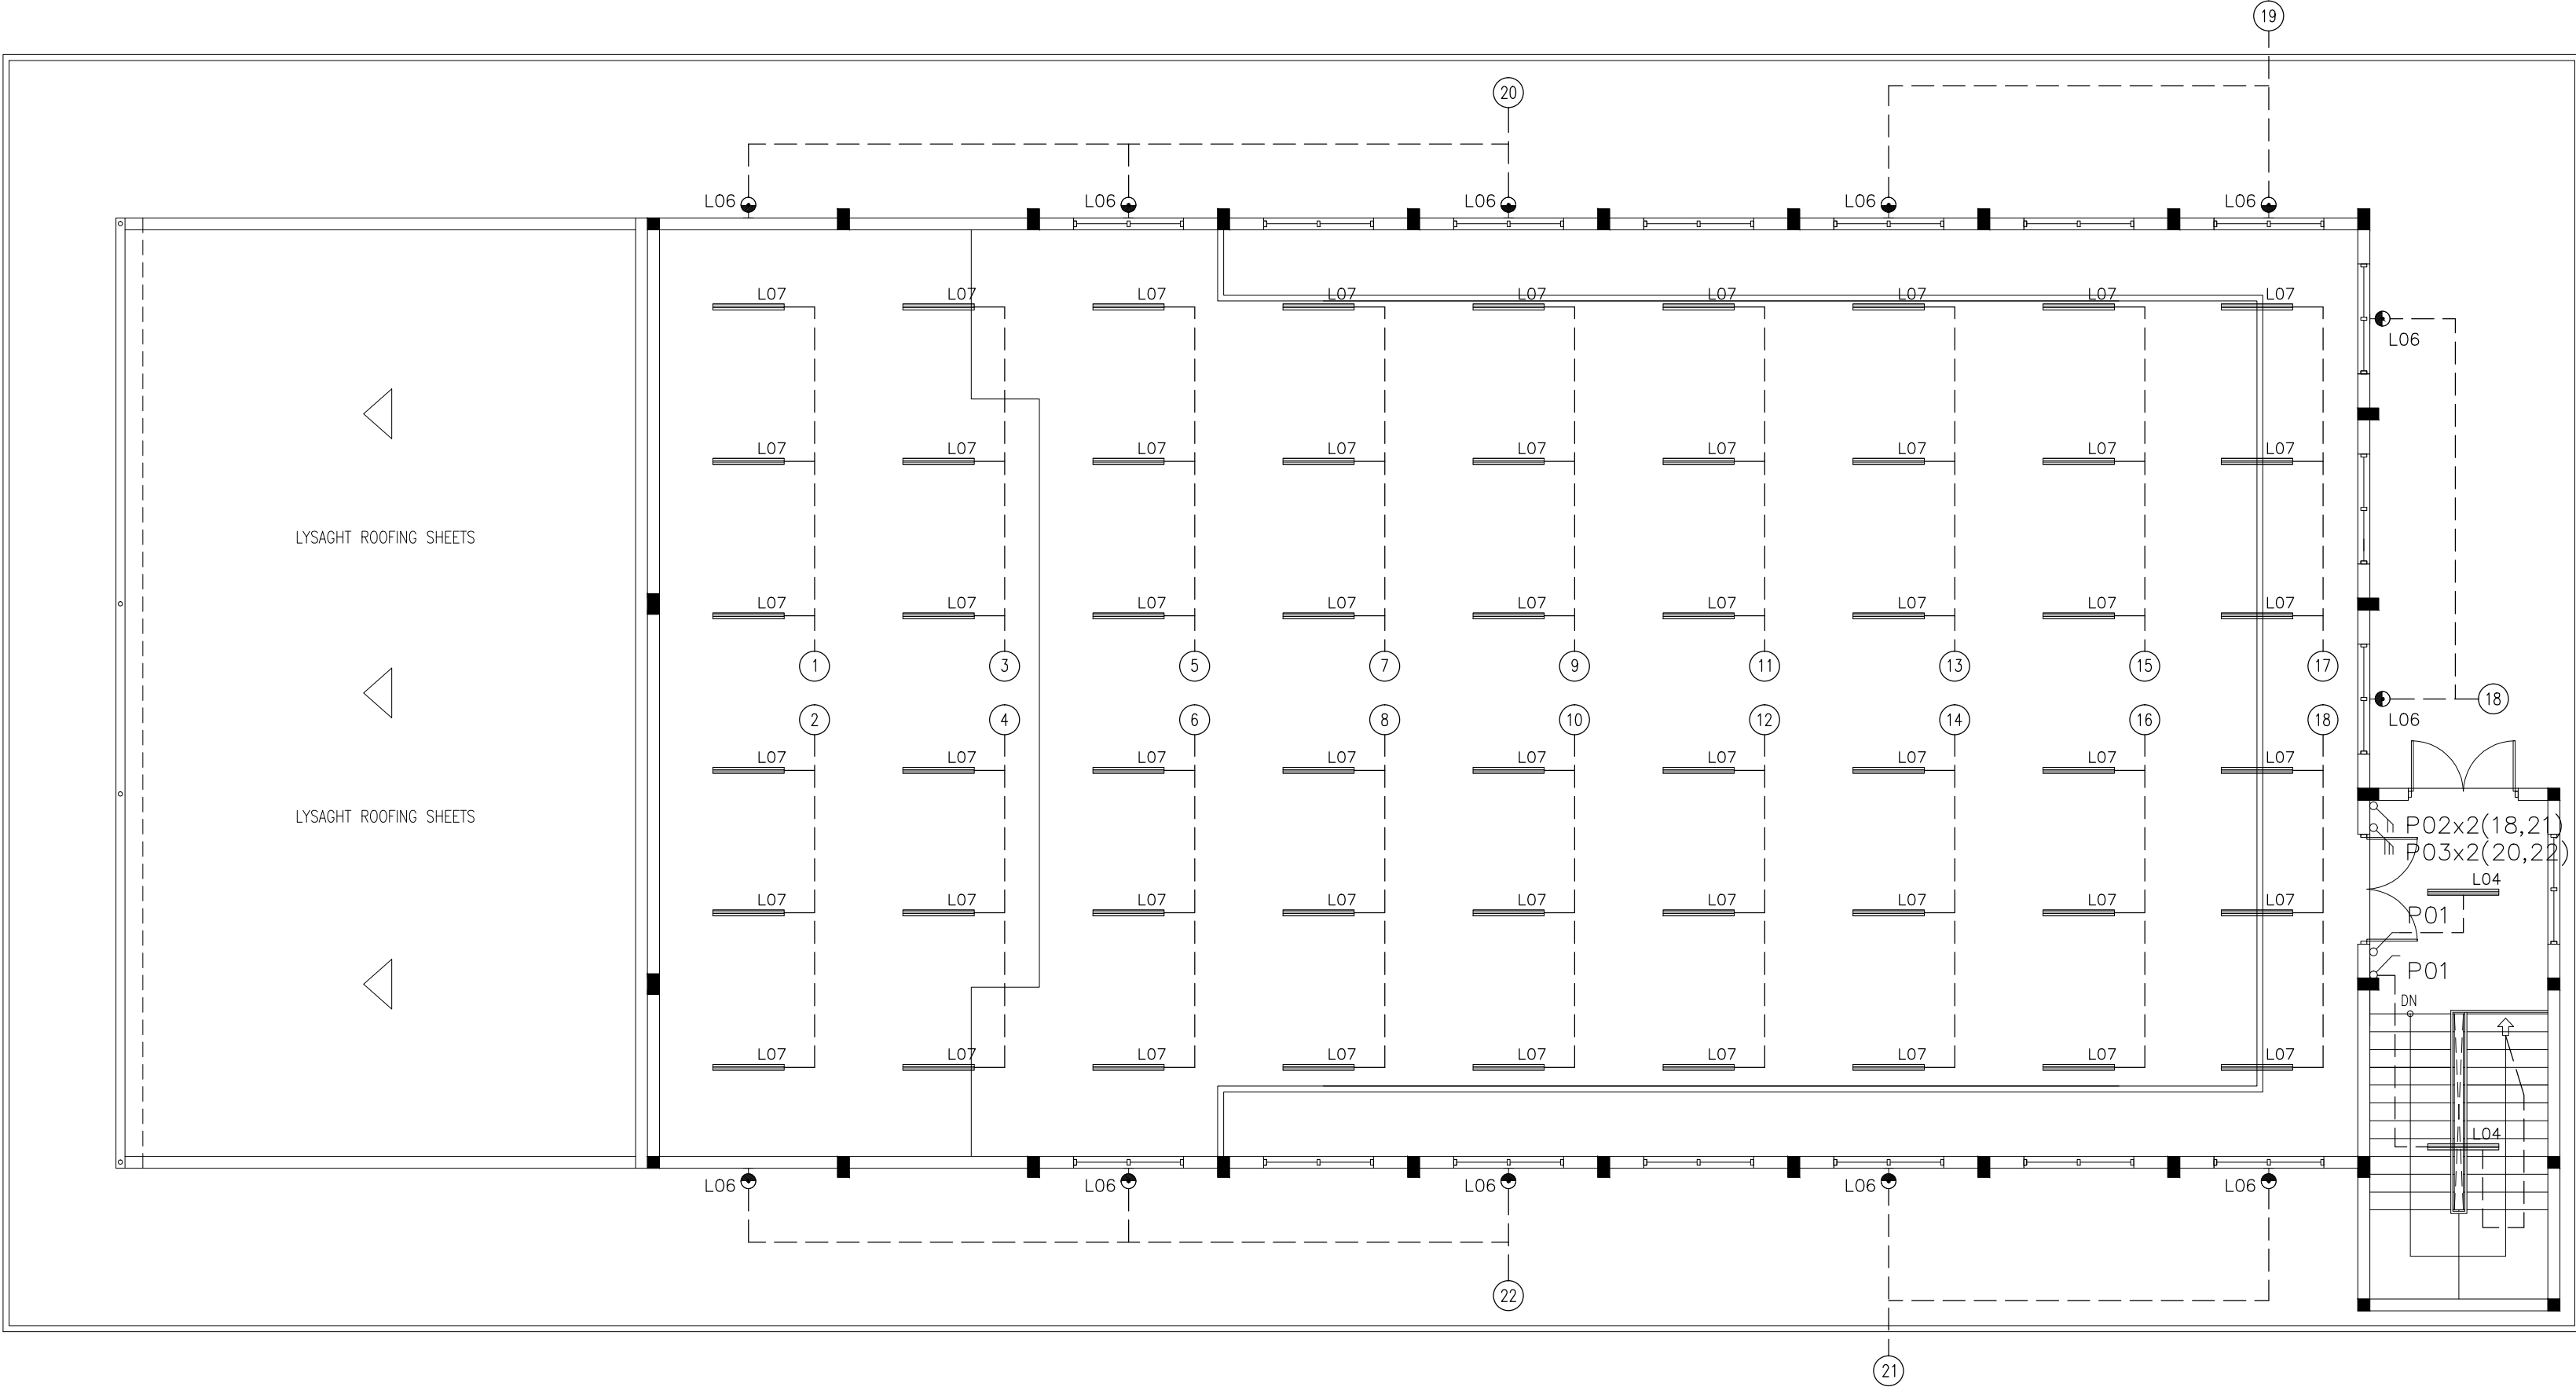 19
20
L06 L06 L06 L06 L06
L07 L07 L07 L07 L07 L07 L07 L07 L07
L06
L07 L07 L07 L07 L07 L07 L07 L07 L07
LYSAGHT ROOFING SHEETS
L07 L07 L07 L07 L07 L07 L07 L07 L07
1 3 5 7 9 11 13 15 17
18
2 4 6 8 10 12 14 16 18
L06
L07 L07 L07 L07 L07 L07 L07 L07 L07
LYSAGHT ROOFING SHEETS
P02x2(18,21)
P03x2(20,22)
L04
L07 L07 L07 L07 L07 L07 L07 L07 L07
P01
P01
DN
L07 L07 L07 L07 L07 L07 L07 L07 L07
L04
L06 L06 L06 L06 L06
22
21